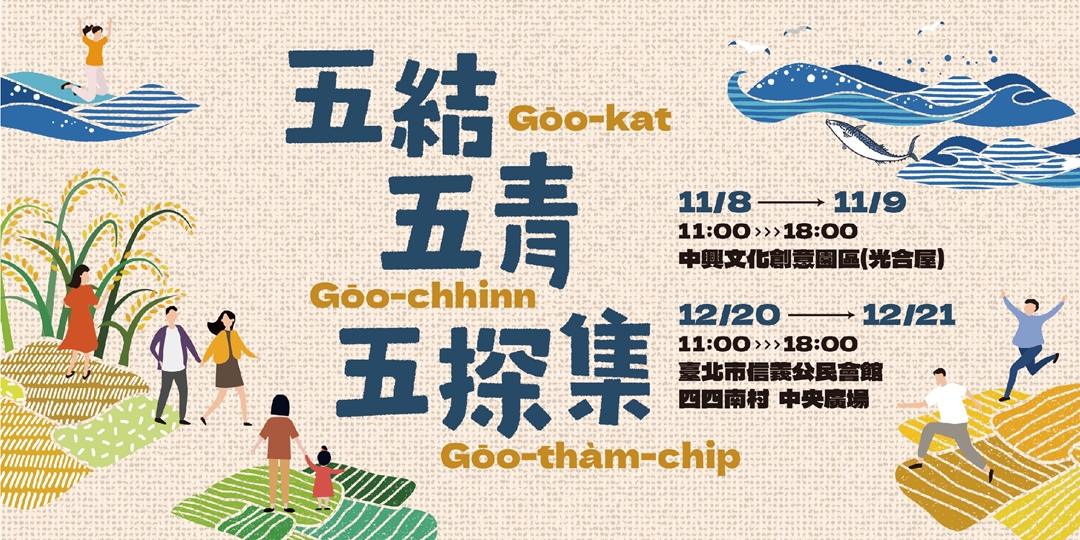 五結
Gōo-kat
五青
Gōo-chhinn
五探集
Gōo-thàm-chip
11/8 → 11/9
11:00 >>> 18:00
中興文化創意園區(光合屋)
12/20 → 12/21
11:00 >>> 18:00
臺北市信義公民會館
四四南村 中央廣場